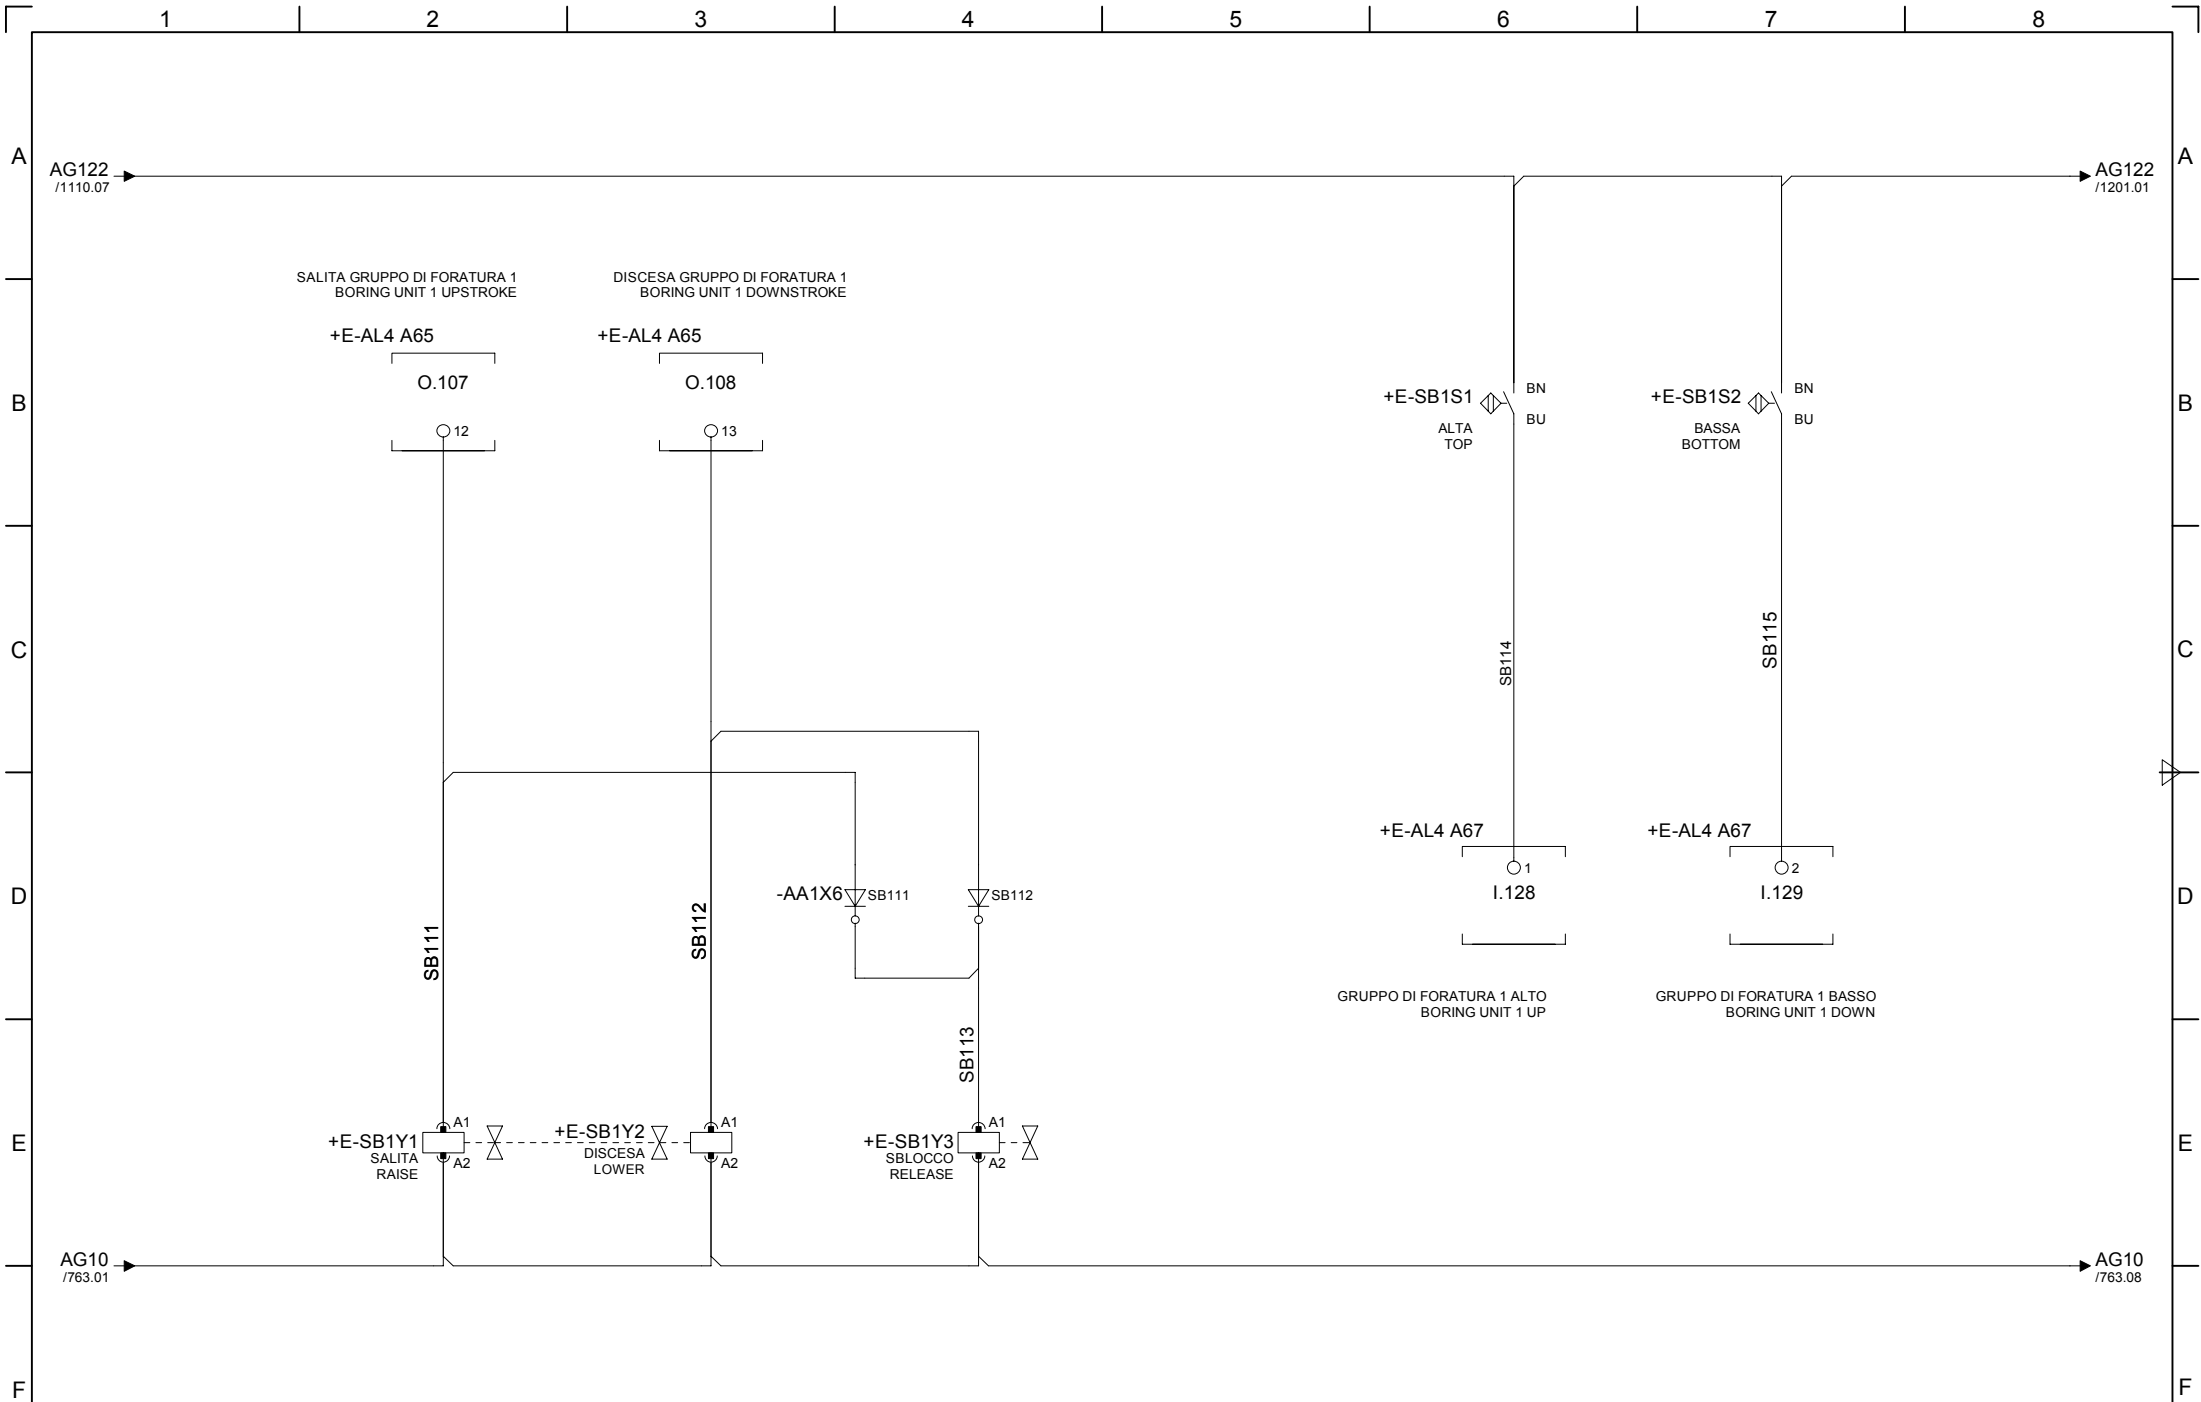 1 2 3 4 5 6 7 8
A A
AG122
/1110.07
AG122
/1201.01
SALITA GRUPPO DI FORATURA 1
BORING UNIT 1 UPSTROKE
DISCESA GRUPPO DI FORATURA 1
BORING UNIT 1 DOWNSTROKE
+E-AL4 A65
+E-AL4 A65
O.107
O.108
12
13
B B
+E-SB1S1
BN
BU
ALTA
TOP
+E-SB1S2
BN
BU
BASSA
BOTTOM
C C
SB114
SB115
+E-AL4 A67
+E-AL4 A67
1
2
I.128
I.129
D D
-AA1X6
SB111
SB112
SB111
SB112
GRUPPO DI FORATURA 1 ALTO
BORING UNIT 1 UP
GRUPPO DI FORATURA 1 BASSO
BORING UNIT 1 DOWN
SB113
E E
+E-SB1Y1
SALITA
RAISE
A1
A2
+E-SB1Y2
DISCESA
LOWER
A1
A2
+E-SB1Y3
SBLOCCO
RELEASE
A1
A2
AG10
/763.01
AG10
/763.08
F F